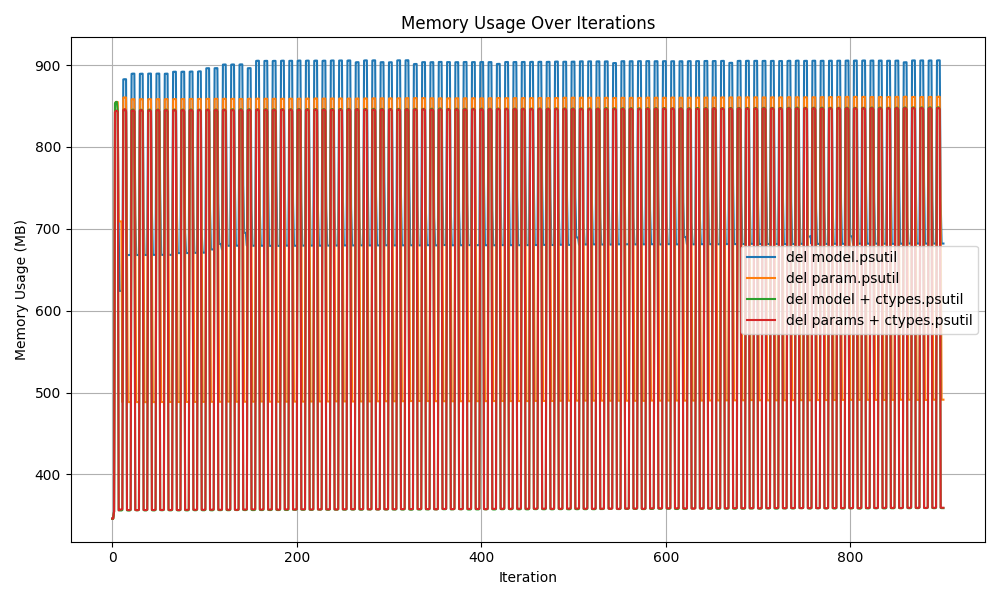 Memory Usage Over Iterations
Memory Usage (MB)
900
800
700
600
500
400
del model.psutil
del param.psutil
del model + ctypes.psutil
del params + ctypes.psutil
0
200
400
600
800
Iteration